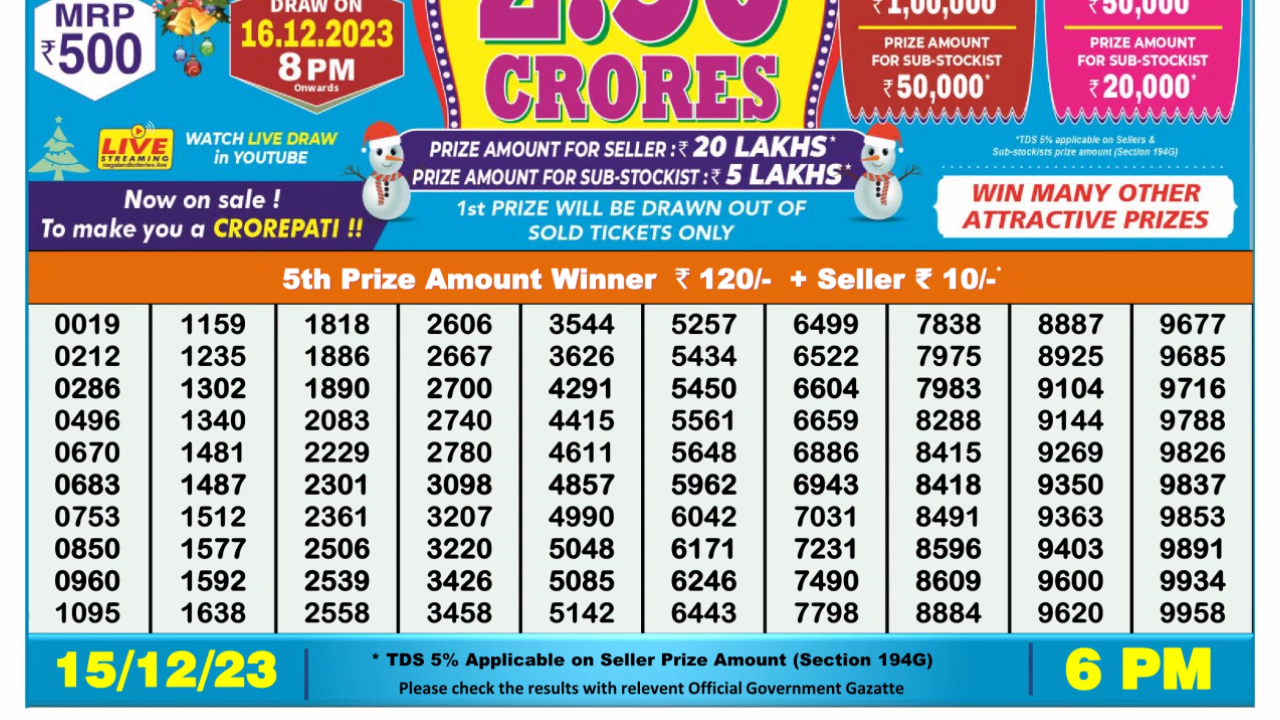 MRP
₹500
DRAW ON
16.12.2023
8 PM
Onwards
CRORES
₹1,00,000
PRIZE AMOUNT
FOR SUB-STOCKIST
₹50,000*
₹50,000
PRIZE AMOUNT
FOR SUB-STOCKIST
₹20,000*
LIVE
STREAMING
nagalandlotteries.live
WATCH LIVE DRAW
in YOUTUBE
PRIZE AMOUNT FOR SELLER :₹ 20 LAKHS*
PRIZE AMOUNT FOR SUB-STOCKIST :₹ 5 LAKHS*
*TDS 5% applicable on Sellers &
Sub-stockists prize amount (Section 194G)
Now on sale !
To make you a CROREPATI !!
1st PRIZE WILL BE DRAWN OUT OF
SOLD TICKETS ONLY
WIN MANY OTHER
ATTRACTIVE PRIZES
5th Prize Amount Winner ₹ 120/- + Seller ₹ 10/-*
0019 1159 1818 2606 3544 5257 6499 7838 8887 9677
0212 1235 1886 2667 3626 5434 6522 7975 8925 9685
0286 1302 1890 2700 4291 5450 6604 7983 9104 9716
0496 1340 2083 2740 4415 5561 6659 8288 9144 9788
0670 1481 2229 2780 4611 5648 6886 8415 9269 9826
0683 1487 2301 3098 4857 5962 6943 8418 9350 9837
0753 1512 2361 3207 4990 6042 7031 8491 9363 9853
0850 1577 2506 3220 5048 6171 7231 8596 9403 9891
0960 1592 2539 3426 5085 6246 7490 8609 9600 9934
1095 1638 2558 3458 5142 6443 7798 8884 9620 9958
15/12/23
* TDS 5% Applicable on Seller Prize Amount (Section 194G)
Please check the results with relevent Official Government Gazatte
6 PM